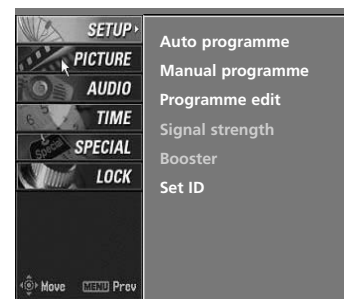 SETUP
PICTURE
AUDIO
TIME
SPECIAL
LOCK
Move MENU Prev
Auto programme
Manual programme
Programme edit
Signal strength
Booster
Set ID